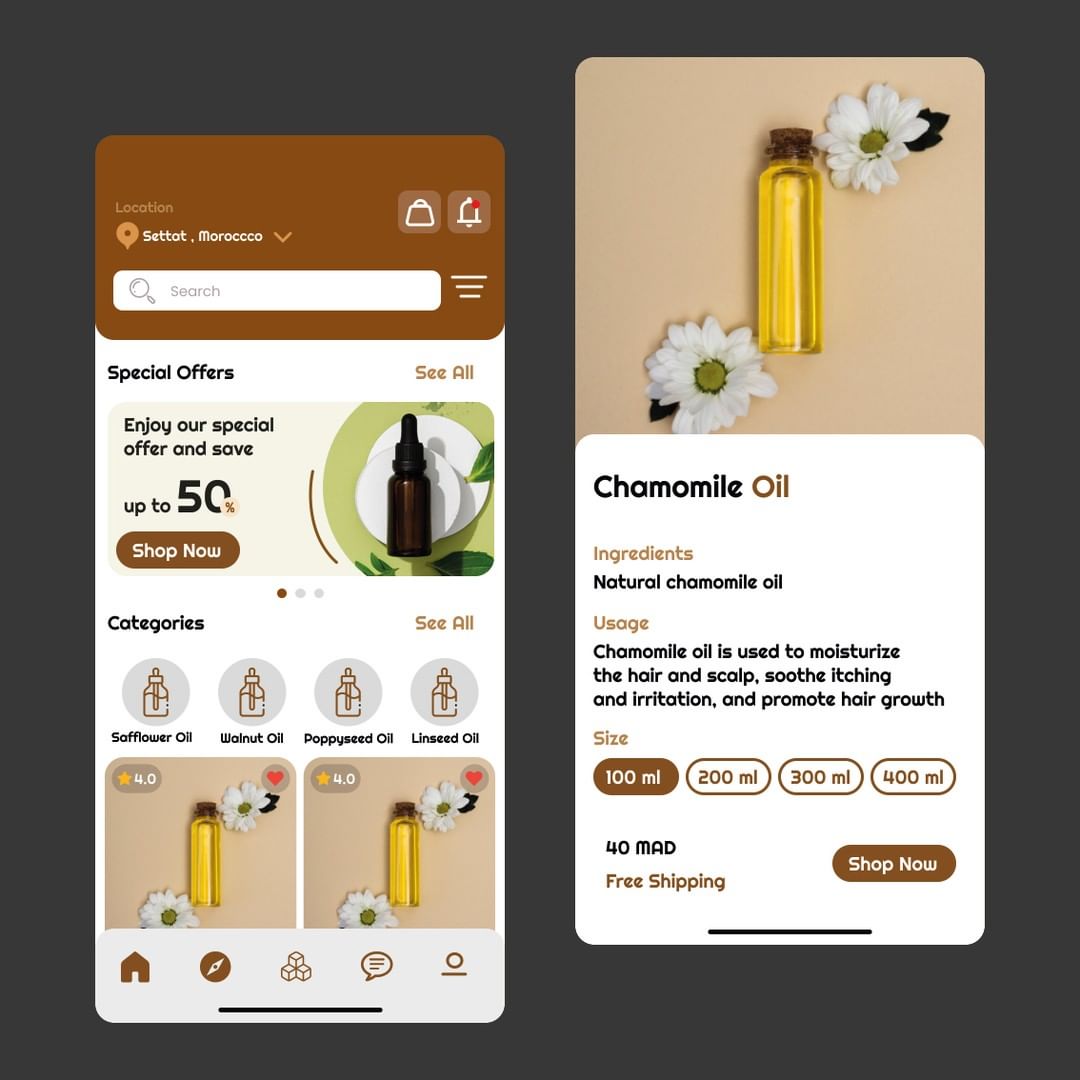 Location
Settat , Moroccco
Search
Special Offers
See All
Enjoy our special
offer and save
up to 50%
Shop Now
Categories
See All
Safflower Oil
Walnut Oil
Poppyseed Oil
Linseed Oil
4.0
4.0
Chamomile Oil
Ingredients
Natural chamomile oil
Usage
Chamomile oil is used to moisturize
the hair and scalp, soothe itching
and irritation, and promote hair growth
Size
100 ml
200 ml
300 ml
400 ml
40 MAD
Free Shipping
Shop Now